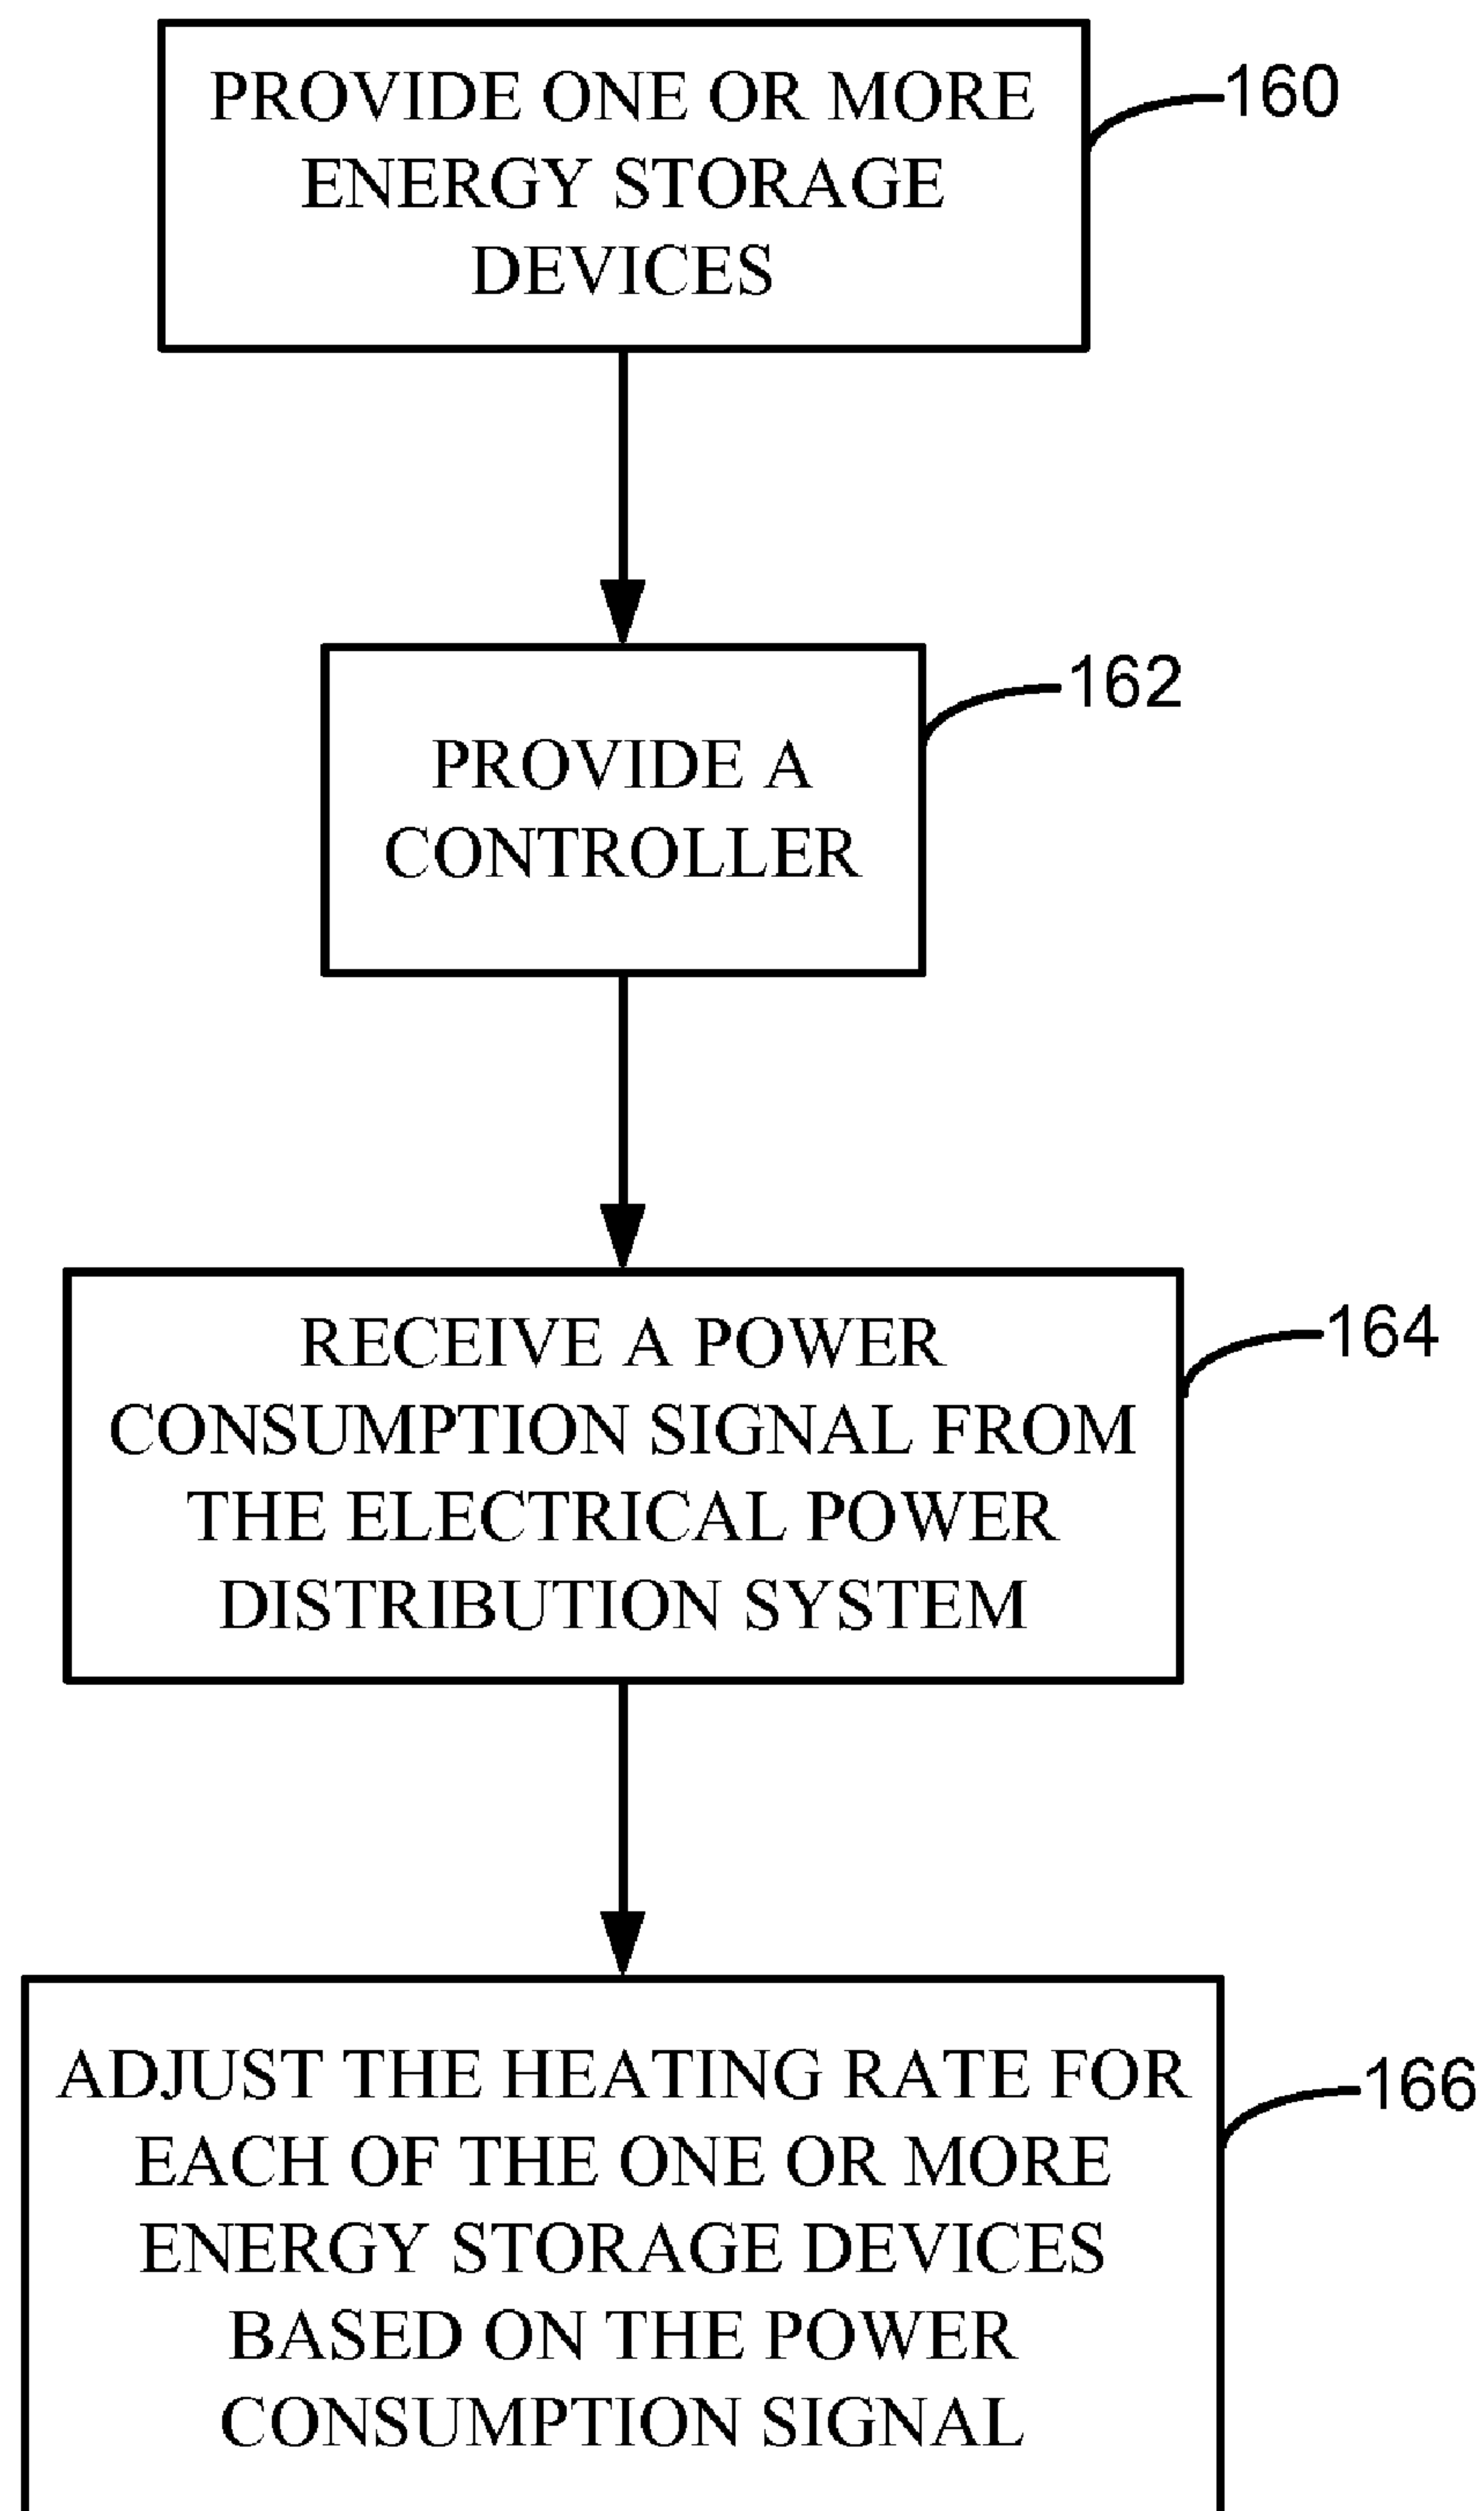 PROVIDE ONE OR MORE
ENERGY STORAGE
DEVICES
160
PROVIDE A
CONTROLLER
162
RECEIVE A POWER
CONSUMPTION SIGNAL FROM
THE ELECTRICAL POWER
DISTRIBUTION SYSTEM
164
ADJUST THE HEATING RATE FOR
EACH OF THE ONE OR MORE
ENERGY STORAGE DEVICES
BASED ON THE POWER
CONSUMPTION SIGNAL
166